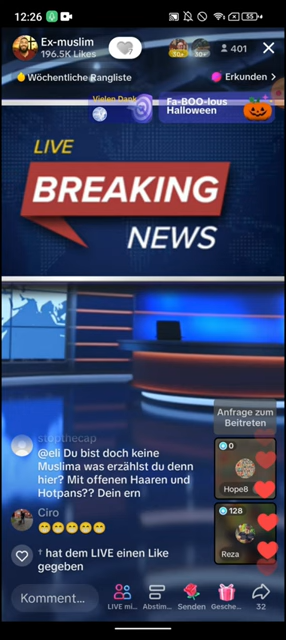 12:26
55
Ex-muslim
196.5K Likes
401
Wöchentliche Rangliste
Erkunden >
Vielen Dank
Fa-BOO-lous
Halloween
LIVE
BREAKING
NEWS
Anfrage zum
Beitreten
stopthecap
@eli Du bist doch keine
Muslima was erzählst du denn
hier? Mit offenen Haaren und
Hotpans?? Dein ern
0
Hope8
Ciro
128
Reza
† hat dem LIVE einen Like
gegeben
Komment...
LIVE mi...
Abstim...
Senden
Gesche...
32